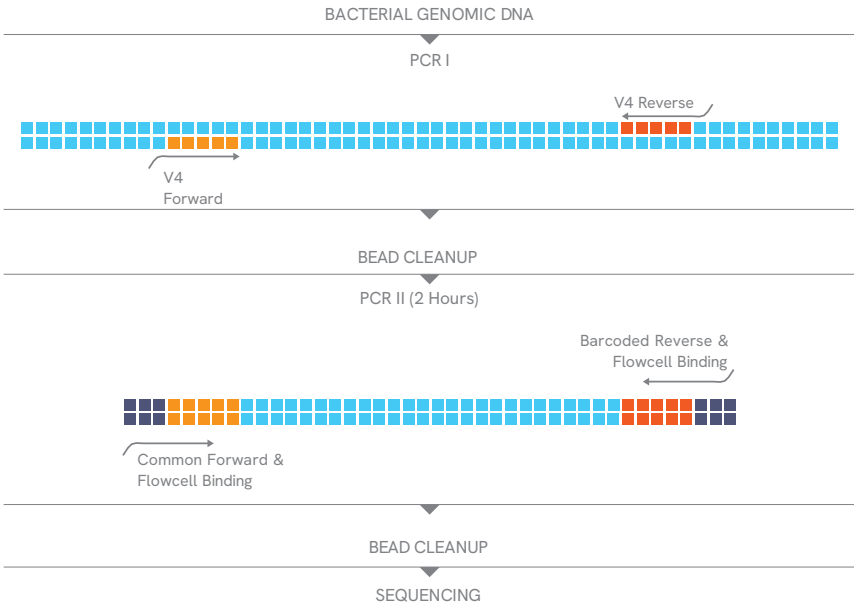 BACTERIAL GENOMIC DNA
PCR I
V4 Reverse
V4
Forward
BEAD CLEANUP
PCR II (2 Hours)
Barcoded Reverse &
Flowcell Binding
Common Forward &
Flowcell Binding
BEAD CLEANUP
SEQUENCING